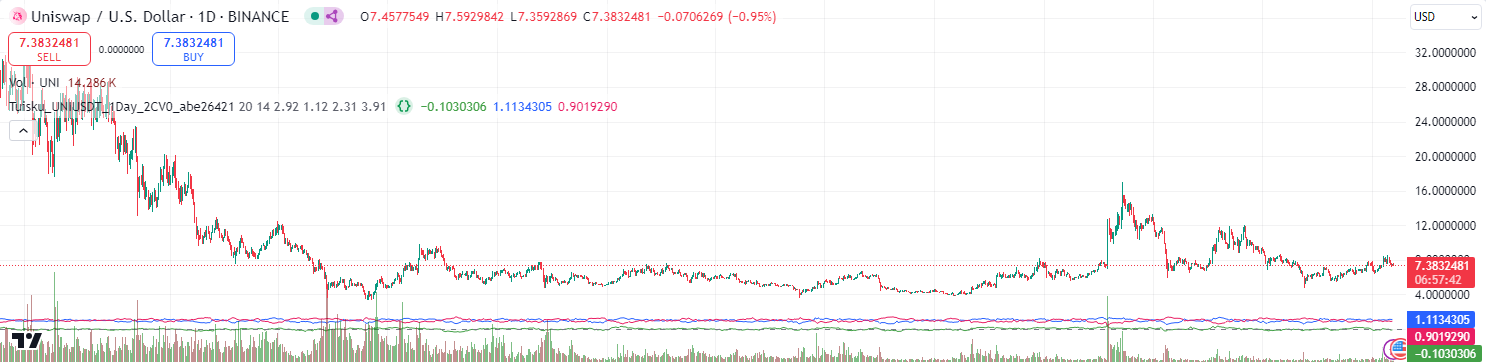 Uniswap / U.S. Dollar · 1D · BINANCE O7.4577549 H7.5929842 L7.3592869 C7.3832481 −0.0706269 (−0.95%)
USD
7.3832481 0.0000000 7.3832481
SELL BUY
Vol · UNI 14.286 K
Tuisku_UNIUSDT_1Day_2CV0_abe26421 20 14 2.92 1.12 2.31 3.91 {} −0.1030306 1.1134305 0.9019290
32.0000000
28.0000000
24.0000000
20.0000000
16.0000000
12.0000000
7.3832481
06:57:42
4.0000000
1.1134305
0.9019290
−0.1030306